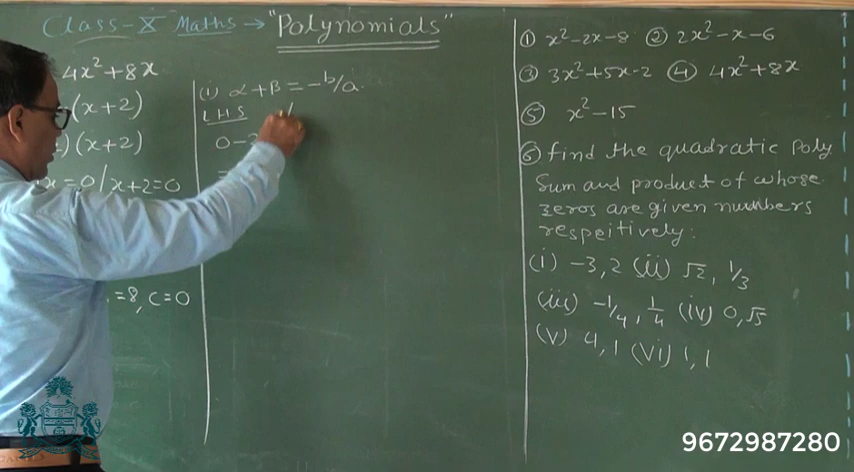 Class-X Maths → "Polynomials"
4x²+8x
(x+2)
)(x+2)
x=0/x+2=0
=8, c=0
(i) α+β = -b/a.
LHS
0-2
=
① x²-2x-8 ② 2x²-x-6
③ 3x²+5x-2 ④ 4x²+8x
⑤ x²-15
⑥ find the quadratic poly
Sum and product of whose
zeros are given numbers
respeitively:
(i) -3, 2 (ii) √2, 1/3
(iii) -1/4, 1/4 (iv) 0, √5
(v) 4, 1 (vi) 1, 1
9672987280